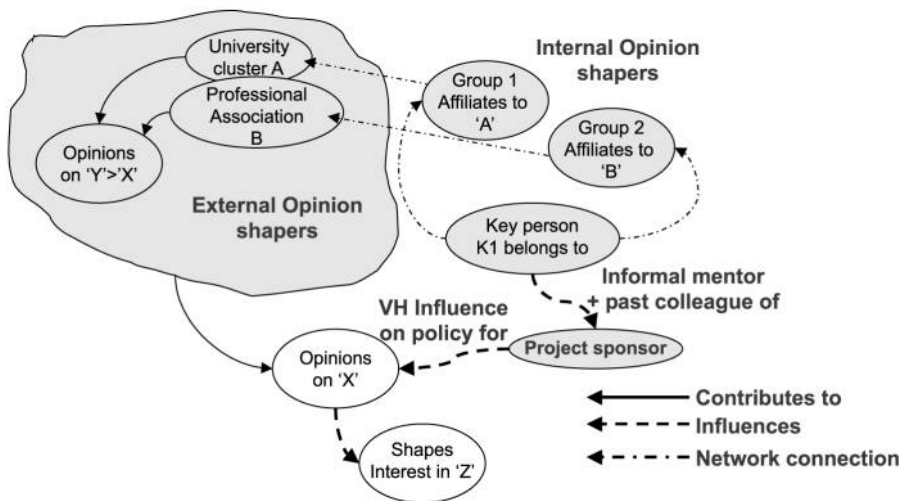 University
cluster A
Professional
Association
B
Opinions
on ‘Y’>’X’
External Opinion
shapers
Internal Opinion
shapers
Group 1
Affiliates to
‘A’
Group 2
Affiliates to
‘B’
Key person
K1 belongs to
Informal mentor
+ past colleague of
VH Influence
on policy for
Project sponsor
Opinions
on ‘X’
Shapes
Interest in ‘Z’
Contributes to
Influences
Network connection